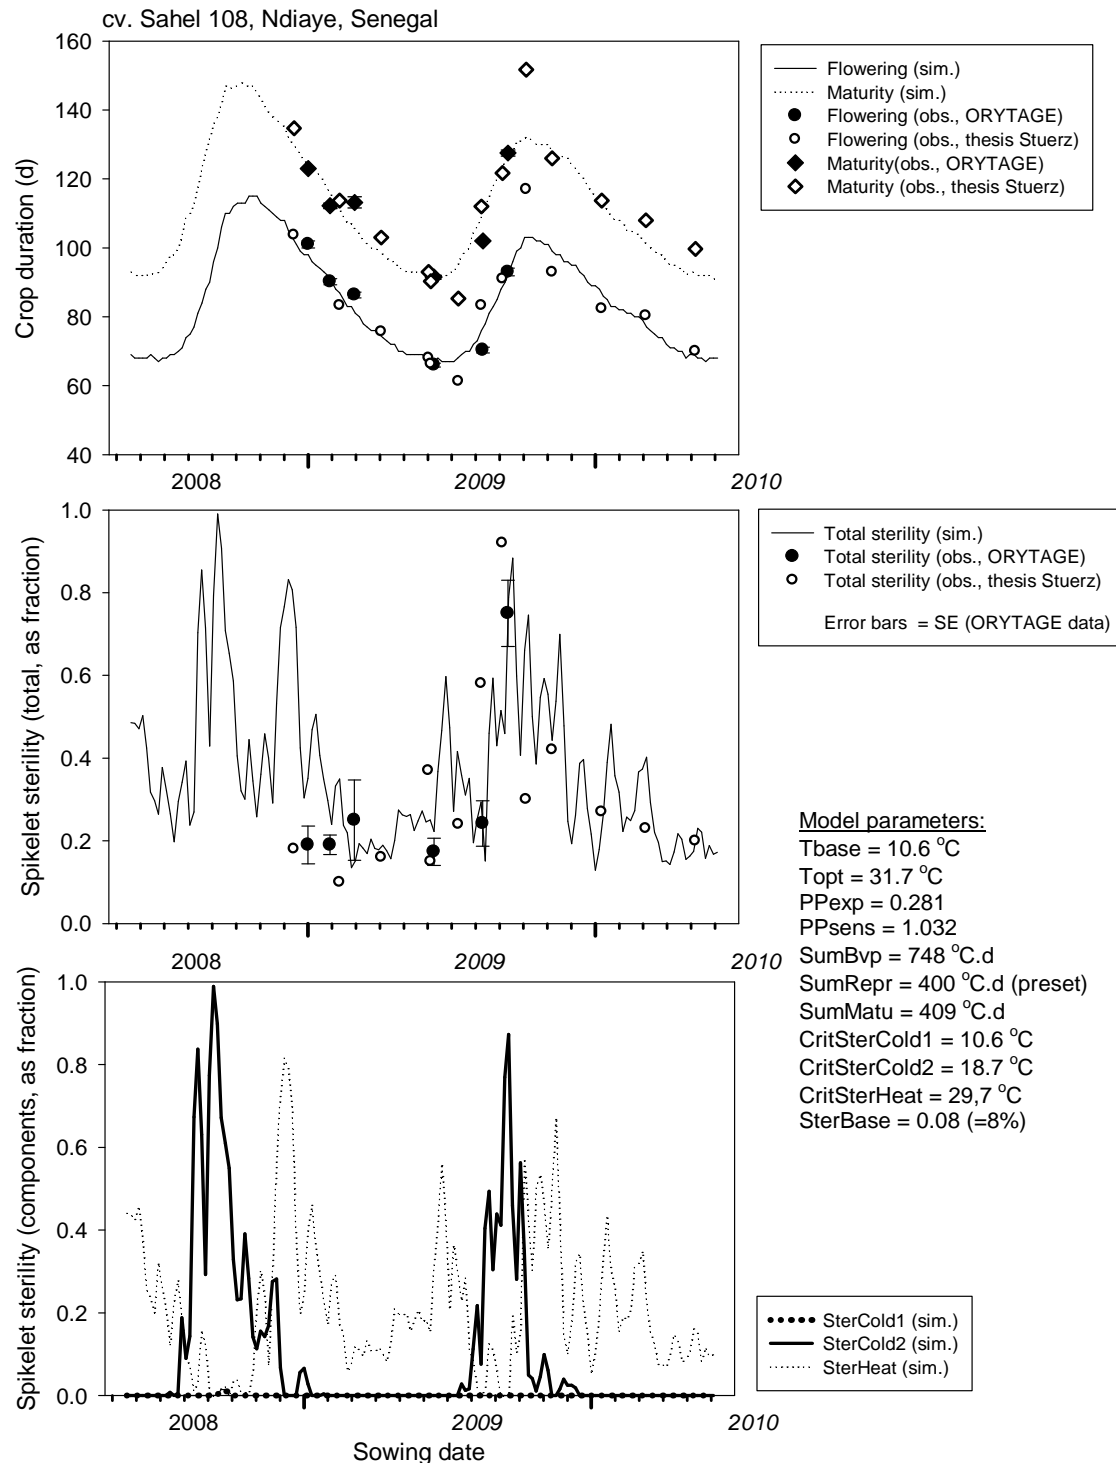 cv. Sahel 108, Ndiaye, Senegal
Crop duration (d)
160
140
120
100
80
60
40
2008
2009
2010
Flowering (sim.)
Maturity (sim.)
Flowering (obs., ORYTAGE)
Flowering (obs., thesis Stuerz)
Maturity(obs., ORYTAGE)
Maturity (obs., thesis Stuerz)
Spikelet sterility (total, as fraction)
1.0
0.8
0.6
0.4
0.2
0.0
2008
2009
2010
Total sterility (sim.)
Total sterility (obs., ORYTAGE)
Total sterility (obs., thesis Stuerz)
Error bars = SE (ORYTAGE data)
Model parameters:
Tbase = 10.6 °C
Topt = 31.7 °C
PPexp = 0.281
PPsens = 1.032
SumBvp = 748 °C.d
SumRepr = 400 °C.d (preset)
SumMatu = 409 °C.d
CritSterCold1 = 10.6 °C
CritSterCold2 = 18.7 °C
CritSterHeat = 29,7 °C
SterBase = 0.08 (=8%)
Spikelet sterility (components, as fraction)
1.0
0.8
0.6
0.4
0.2
0.0
2008
2009
2010
Sowing date
SterCold1 (sim.)
SterCold2 (sim.)
SterHeat (sim.)